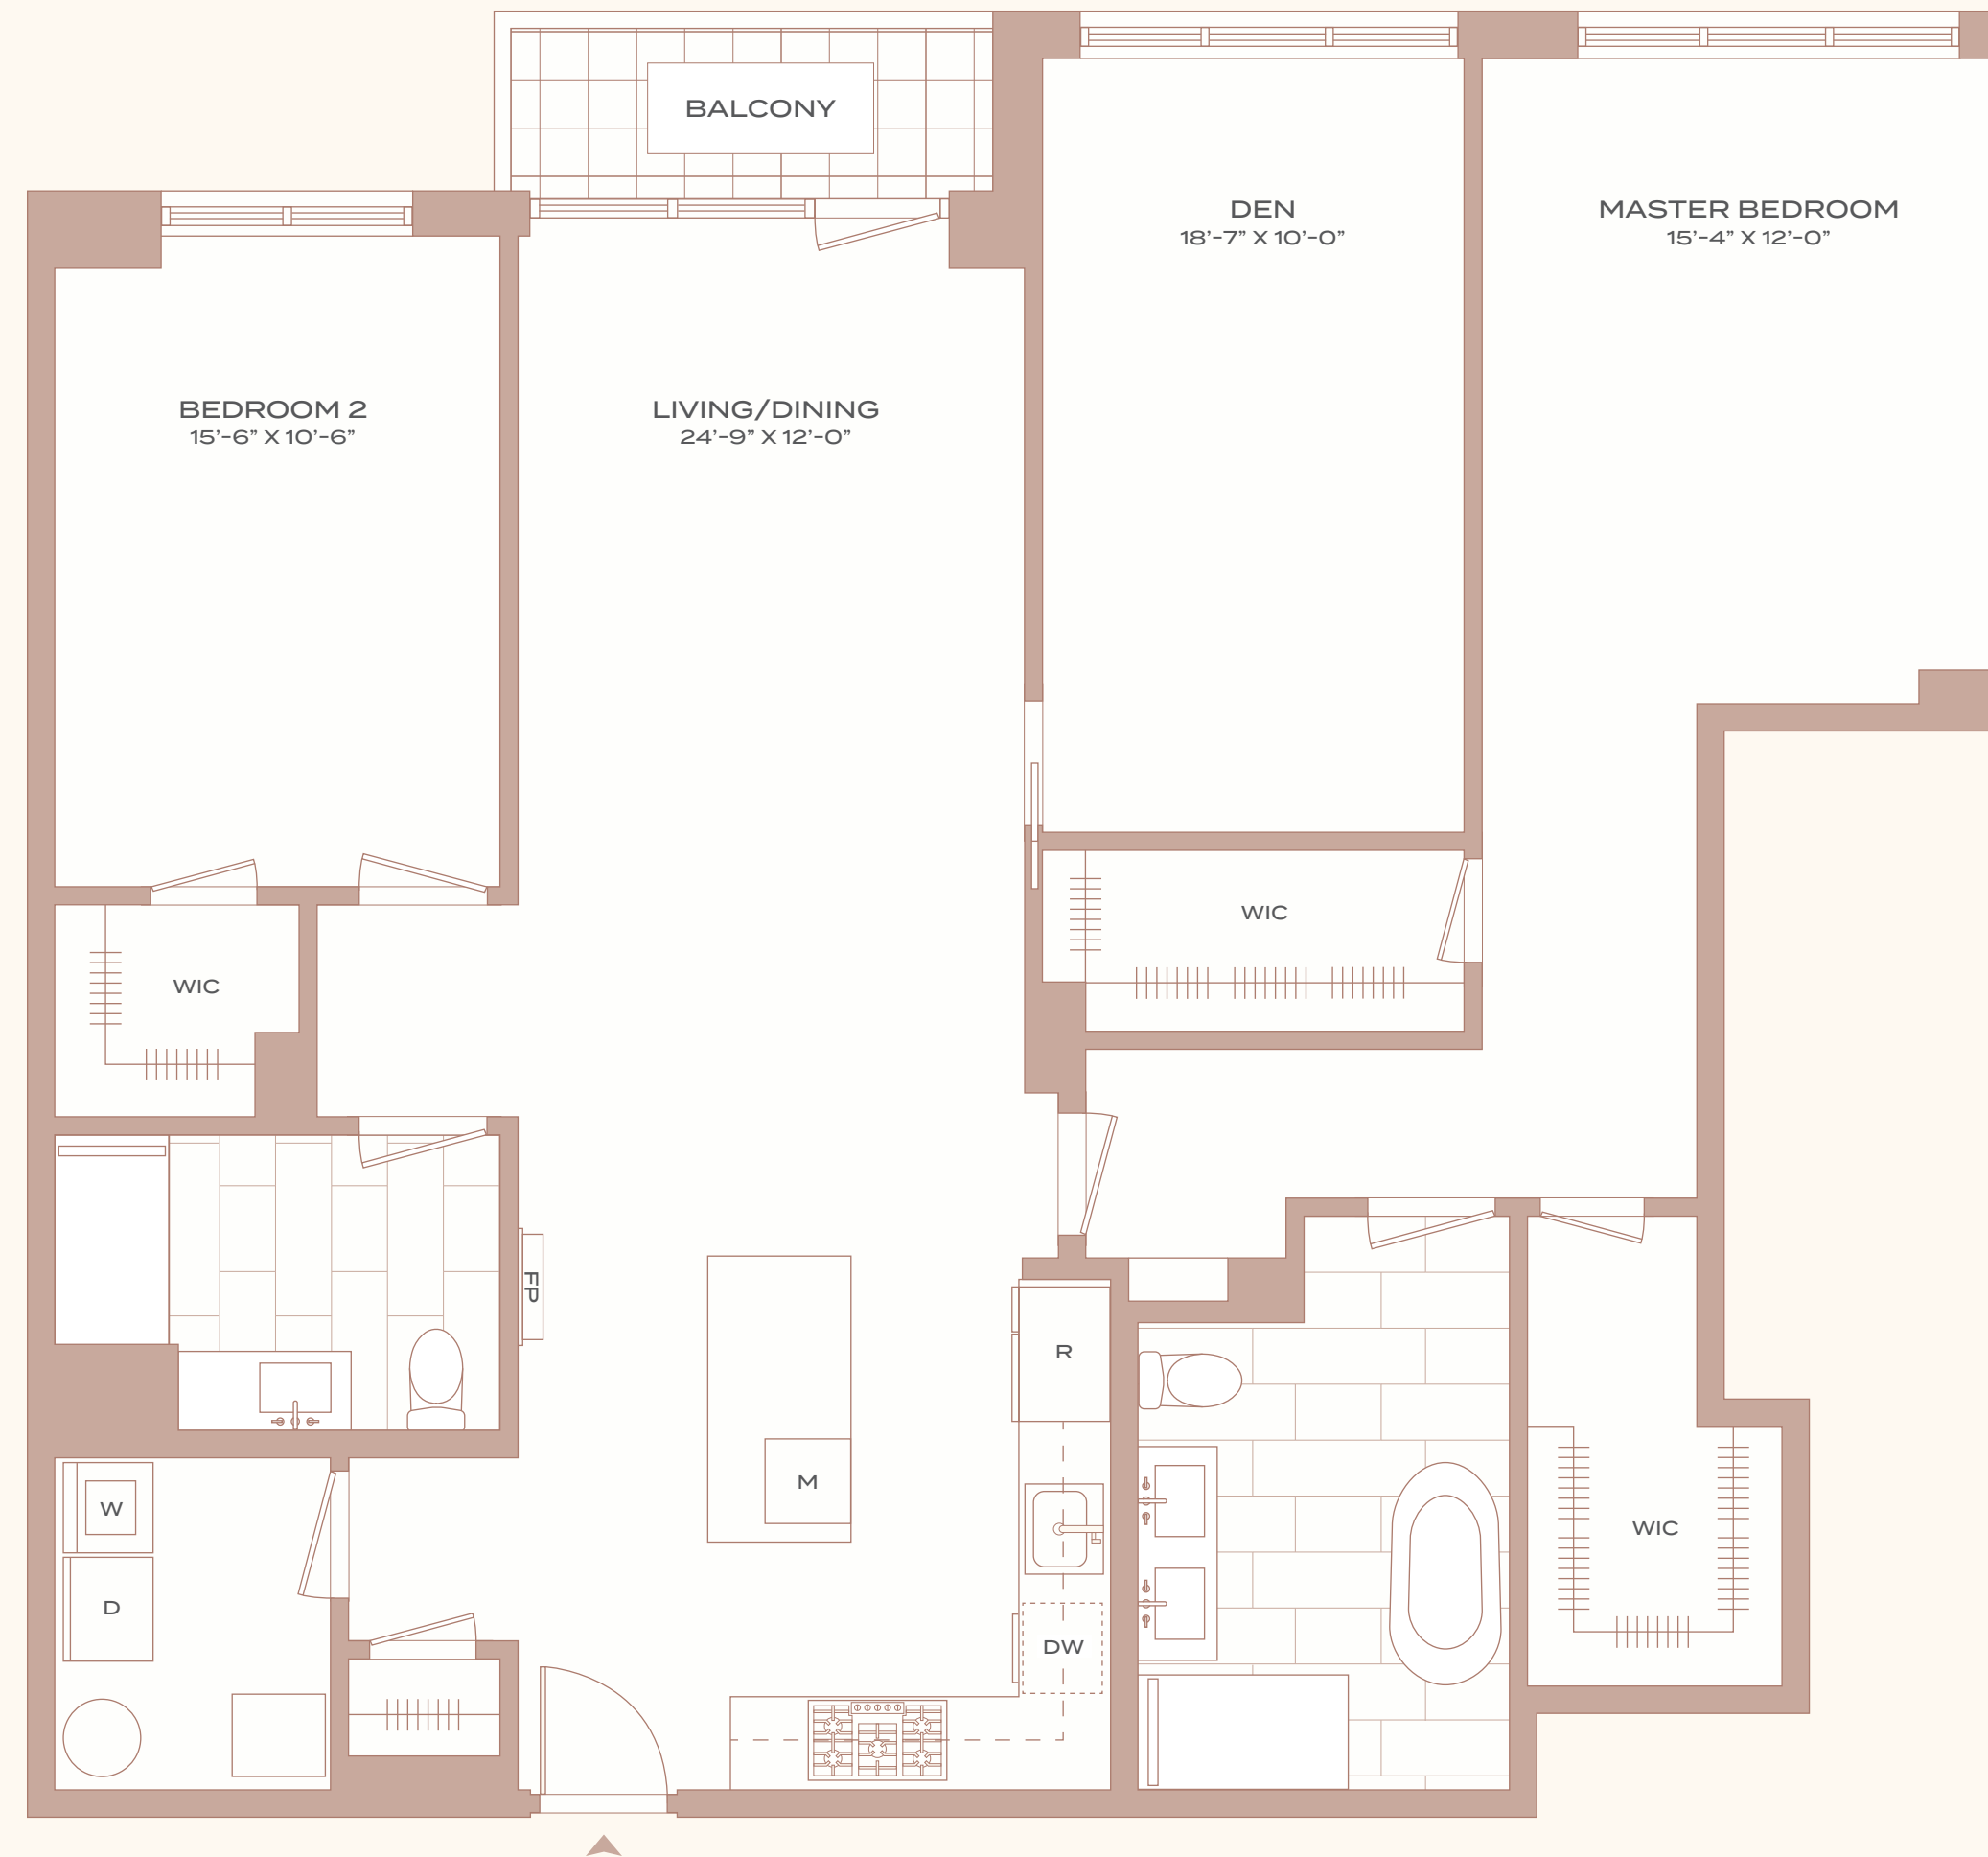 BALCONY
DEN
18’-7” X 10’-0”
MASTER BEDROOM
15’-4” X 12’-0”
BEDROOM 2
15’-6” X 10’-6”
LIVING/DINING
24’-9” X 12’-0”
WIC
WIC
FP
R
M
W
WIC
D
DW